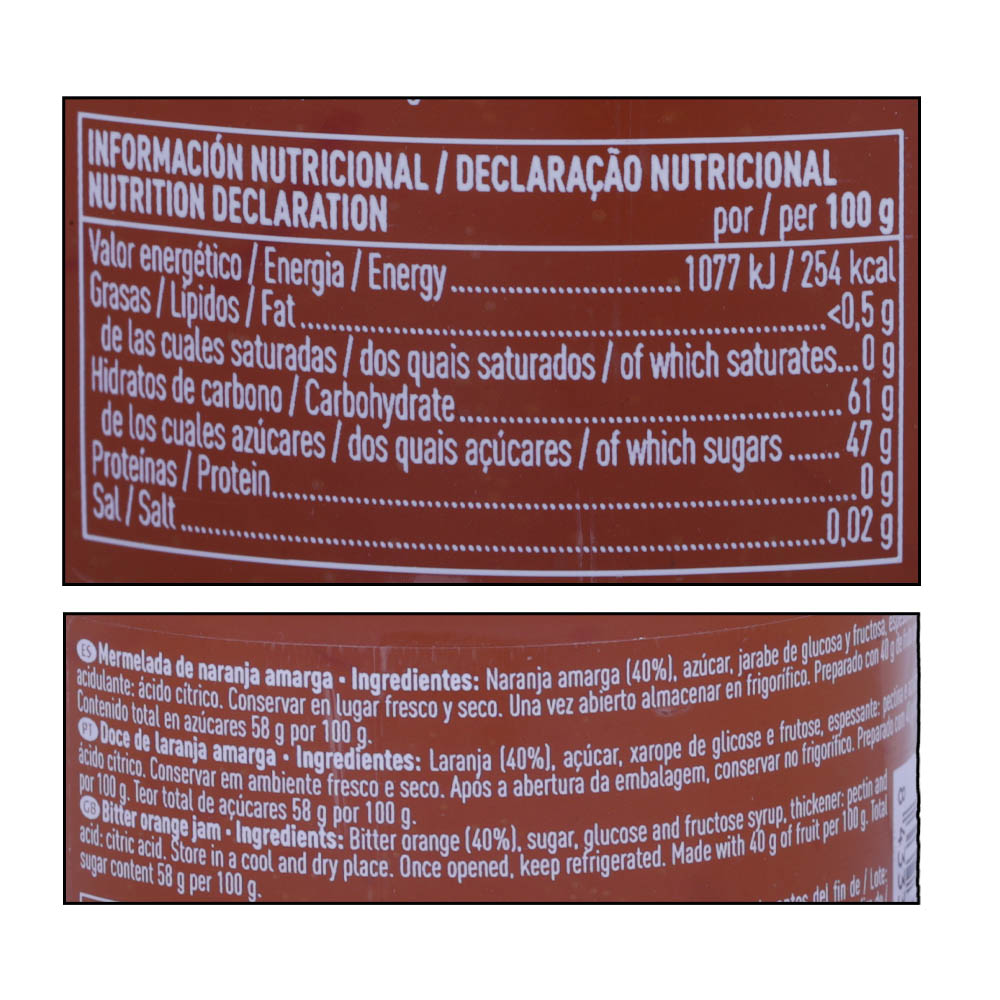 INFORMACIÓN NUTRICIONAL / DECLARAÇÃO NUTRICIONAL
NUTRITION DECLARATION
por / per 100 g
Valor energético / Energia / Energy.......................... 1077 kJ / 254 kcal
Grasas / Lípidos / Fat..........................<0,5 g
de las cuales saturadas / dos quais saturados / of which saturates...0 g
Hidratos de carbono / Carbohydrate.......................... 61 g
de los cuales azúcares / dos quais açúcares / of which sugars ....... 47 g
Proteínas / Protein..........................0 g
Sal / Salt ..........................0,02 g
ES Mermelada de naranja amarga • Ingredientes: Naranja amarga (40%), azúcar, jarabe de glucosa y fructosa,
acidulante: ácido cítrico. Conservar en lugar fresco y seco. Una vez abierto almacenar en frigorífico. Preparado con 40 g de
Contenido total en azúcares 58 g por 100 g.
PT Doce de laranja amarga • Ingredientes: Laranja (40%), açúcar, xarope de glicose e frutose, espessante: pectina e
ácido cítrico. Conservar em ambiente fresco e seco. Após a abertura da embalagem, conservar no frigorífico. Preparado com
por 100 g. Teor total de açúcares 58 g por 100 g.
GB Bitter orange jam • Ingredients: Bitter orange (40%), sugar, glucose and fructose syrup, thickener: pectin and
acid: citric acid. Store in a cool and dry place. Once opened, keep refrigerated. Made with 40 g of fruit per 100 g. Total
sugar content 58 g per 100 g.
del fin de / Lote: